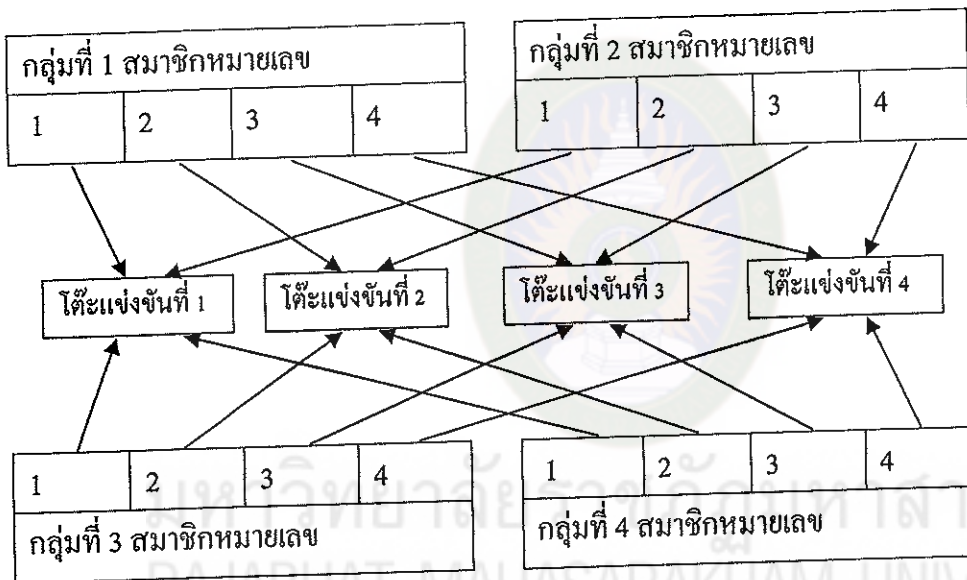 กลุ่มที่ 1 สมาชิกหมายเลข
1 2 3 4
กลุ่มที่ 2 สมาชิกหมายเลข
1 2 3 4
โต๊ะแข่งขันที่ 1
โต๊ะแข่งขันที่ 2
โต๊ะแข่งขันที่ 3
โต๊ะแข่งขันที่ 4
1 2 3 4
กลุ่มที่ 3 สมาชิกหมายเลข
1 2 3 4
กลุ่มที่ 4 สมาชิกหมายเลข